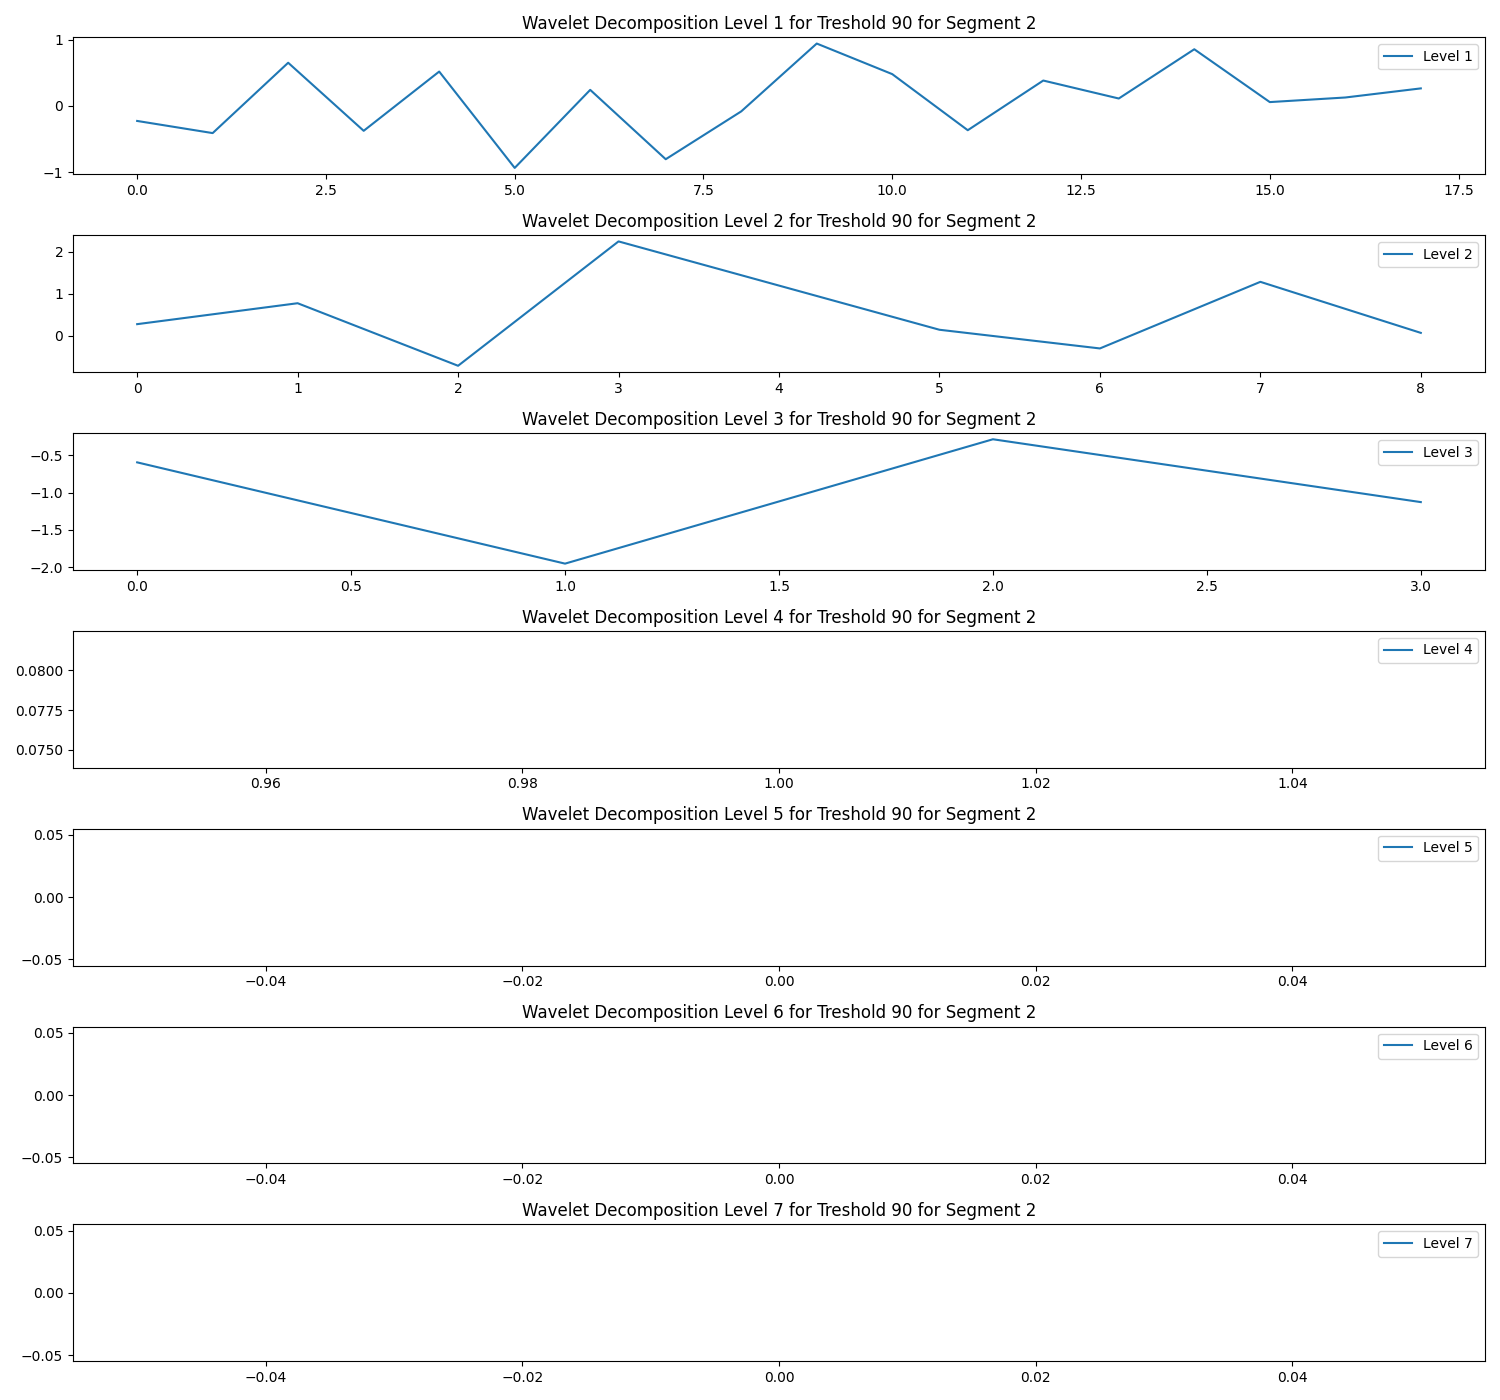 Wavelet Decomposition Level 1 for Treshold 90 for Segment 2
1
0
−1
Level 1
0.0 2.5 5.0 7.5 10.0 12.5 15.0 17.5
Wavelet Decomposition Level 2 for Treshold 90 for Segment 2
2
1
0
Level 2
0 1 2 3 4 5 6 7 8
Wavelet Decomposition Level 3 for Treshold 90 for Segment 2
−0.5
−1.0
−1.5
−2.0
Level 3
0.0 0.5 1.0 1.5 2.0 2.5 3.0
Wavelet Decomposition Level 4 for Treshold 90 for Segment 2
0.0800
0.0775
0.0750
Level 4
0.96 0.98 1.00 1.02 1.04
Wavelet Decomposition Level 5 for Treshold 90 for Segment 2
0.05
0.00
−0.05
Level 5
−0.04 −0.02 0.00 0.02 0.04
Wavelet Decomposition Level 6 for Treshold 90 for Segment 2
0.05
0.00
−0.05
Level 6
−0.04 −0.02 0.00 0.02 0.04
Wavelet Decomposition Level 7 for Treshold 90 for Segment 2
0.05
0.00
−0.05
Level 7
−0.04 −0.02 0.00 0.02 0.04